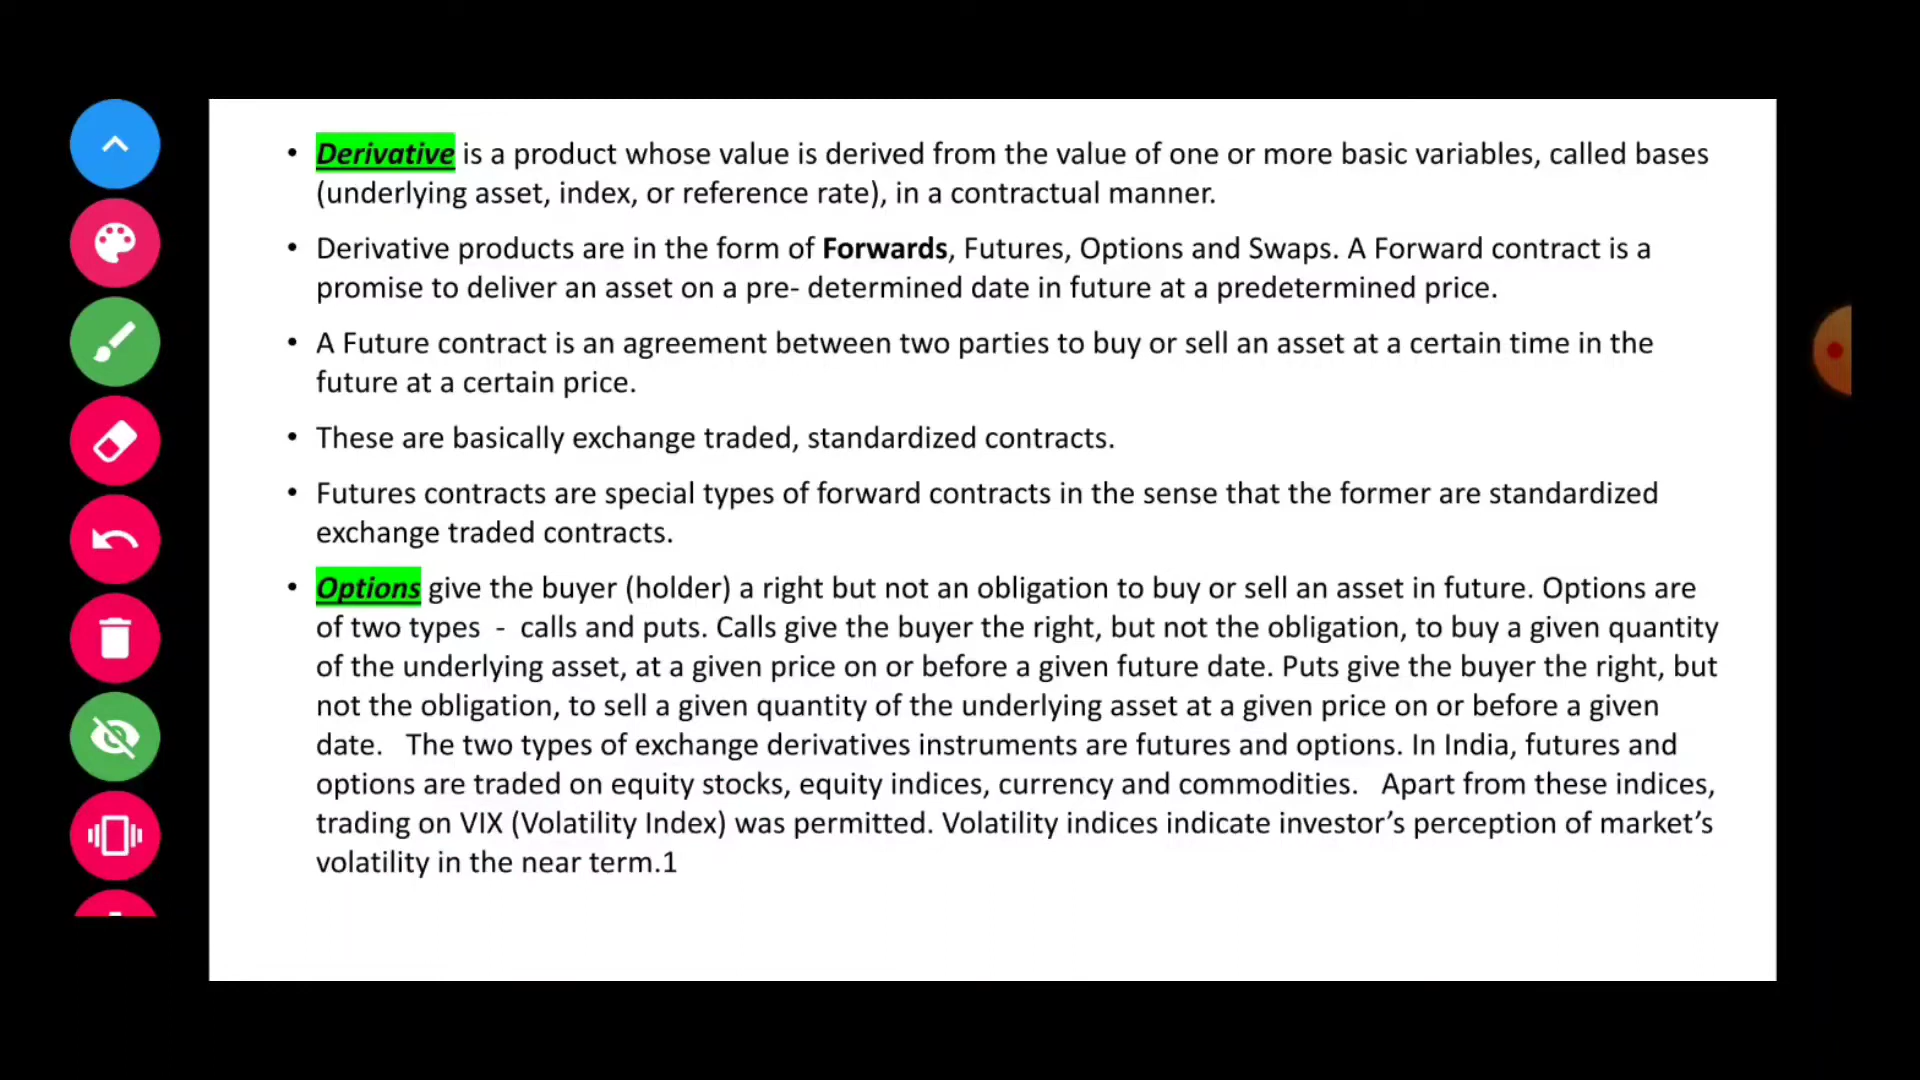 • Derivative is a product whose value is derived from the value of one or more basic variables, called bases
(underlying asset, index, or reference rate), in a contractual manner.
• Derivative products are in the form of Forwards, Futures, Options and Swaps. A Forward contract is a
promise to deliver an asset on a pre- determined date in future at a predetermined price.
• A Future contract is an agreement between two parties to buy or sell an asset at a certain time in the
future at a certain price.
• These are basically exchange traded, standardized contracts.
• Futures contracts are special types of forward contracts in the sense that the former are standardized
exchange traded contracts.
• Options give the buyer (holder) a right but not an obligation to buy or sell an asset in future. Options are
of two types - calls and puts. Calls give the buyer the right, but not the obligation, to buy a given quantity
of the underlying asset, at a given price on or before a given future date. Puts give the buyer the right, but
not the obligation, to sell a given quantity of the underlying asset at a given price on or before a given
date. The two types of exchange derivatives instruments are futures and options. In India, futures and
options are traded on equity stocks, equity indices, currency and commodities. Apart from these indices,
trading on VIX (Volatility Index) was permitted. Volatility indices indicate investor’s perception of market’s
volatility in the near term.1